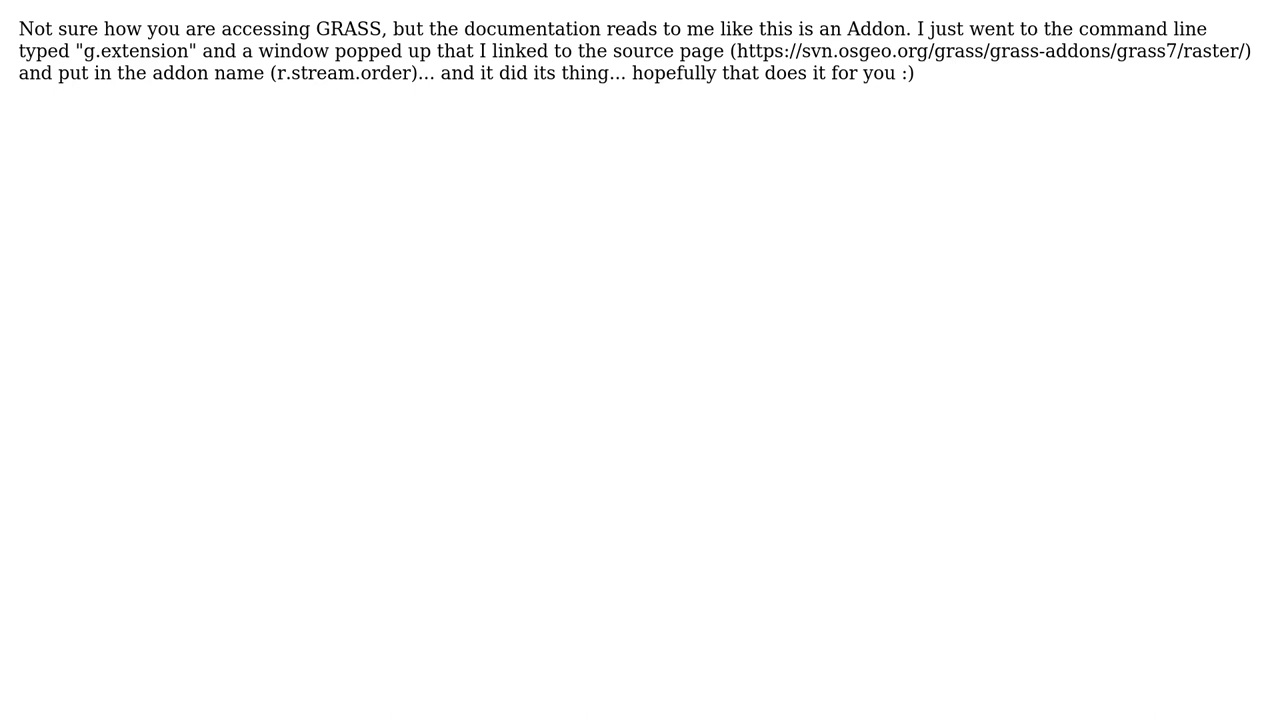 Not sure how you are accessing GRASS, but the documentation reads to me like this is an Addon. I just went to the command line
typed "g.extension" and a window popped up that I linked to the source page (https://svn.osgeo.org/grass/grass-addons/grass7/raster/)
and put in the addon name (r.stream.order)... and it did its thing... hopefully that does it for you :)